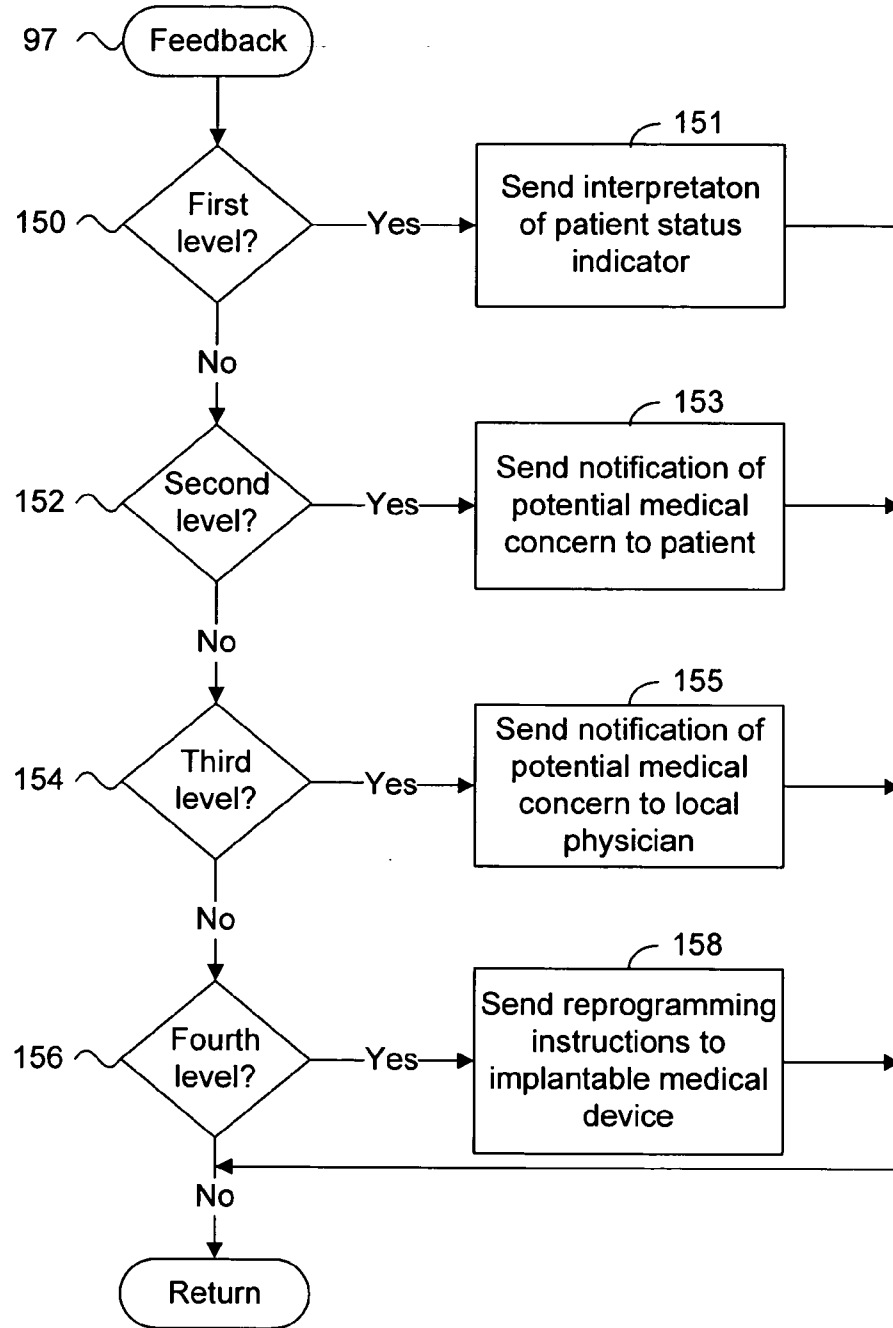 97
Feedback
151
150
First
level?
Yes
Send interpretaton
of patient status
indicator
No
153
152
Second
level?
Yes
Send notification of
potential medical
concern to patient
No
155
154
Third
level?
Yes
Send notification of
potential medical
concern to local
physician
No
158
156
Fourth
level?
Yes
Send reprogramming
instructions to
implantable medical
device
No
Return